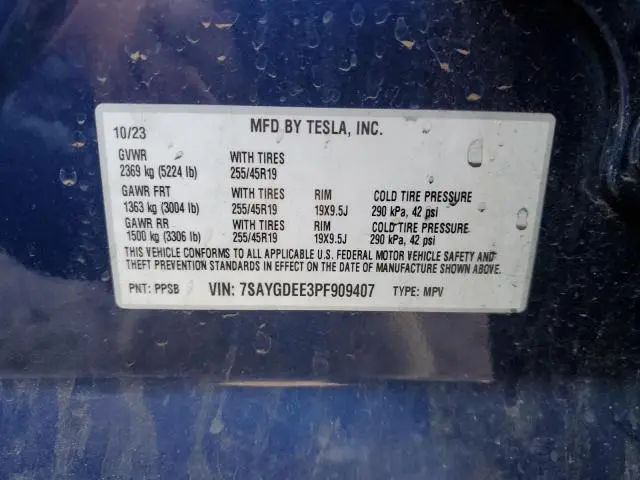 10/23 MFD BY TESLA, INC.
GVWR WITH TIRES
2369 kg (5224 lb) 255/45R19
GAWR FRT WITH TIRES RIM COLD TIRE PRESSURE
1363 kg (3004 lb) 255/45R19 19X9.5J 290 kPa, 42 psi
GAWR RR WITH TIRES RIM COLD TIRE PRESSURE
1500 kg (3306 lb) 255/45R19 19X9.5J 290 kPa, 42 psi
THIS VEHICLE CONFORMS TO ALL APPLICABLE U.S. FEDERAL MOTOR VEHICLE SAFETY AND
THEFT PREVENTION STANDARDS IN EFFECT ON THE DATE OF MANUFACTURE SHOWN ABOVE.
PNT: PPSB VIN: 7SAYGDEE3PF909407 TYPE: MPV